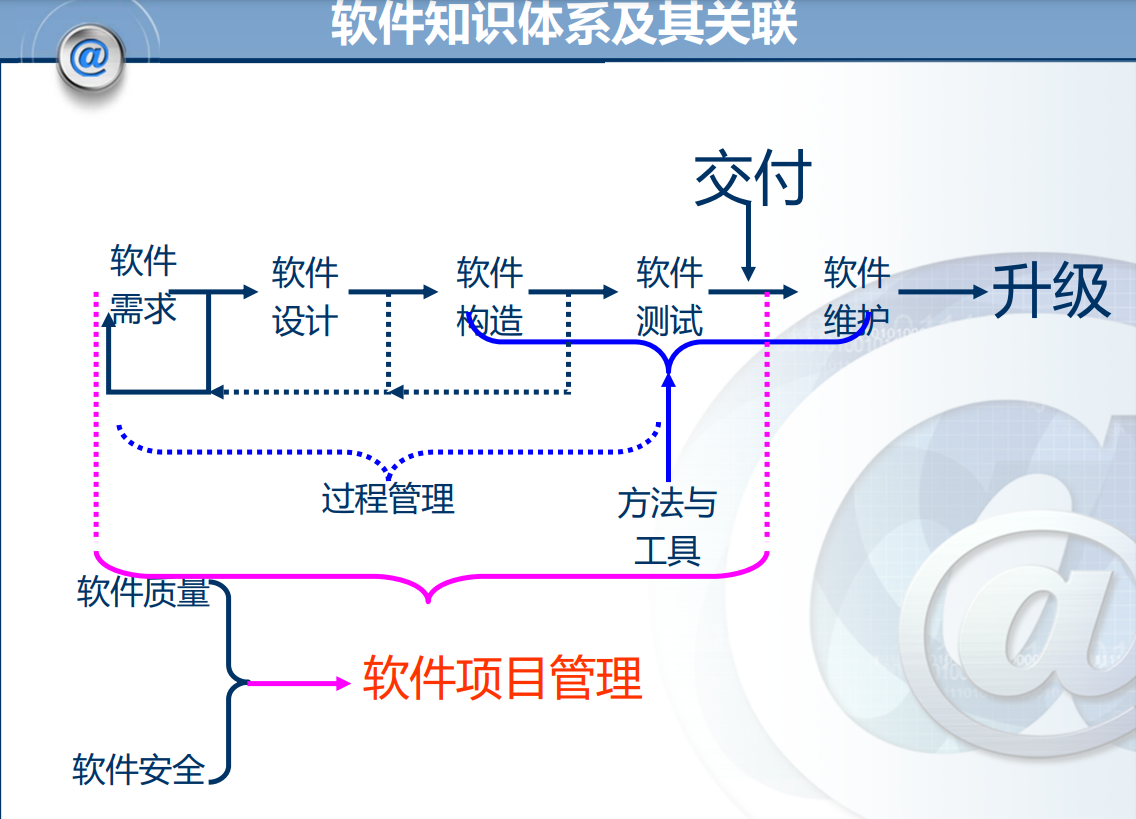 软件知识体系及其关联
@
交付
软件
需求
软件
设计
软件
构造
软件
测试
软件
维护
升级
过程管理
方法与
工具
软件质量
软件项目管理
软件安全
@